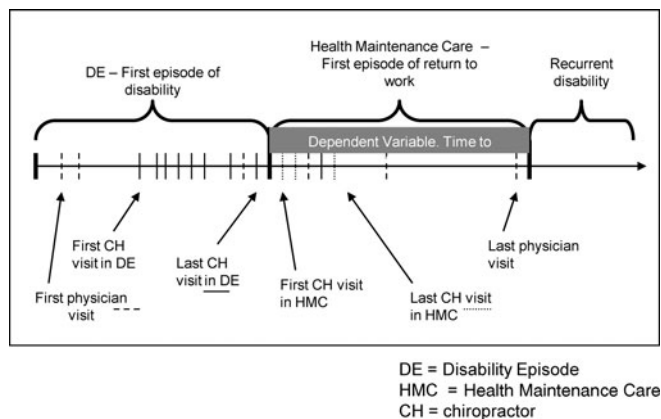 DE – First episode of
disability
Health Maintenance Care –
First episode of return to
work
Recurrent
disability
Dependent Variable. Time to
First CH
visit in DE
Last CH
visit in DE
First physician
visit
First CH visit
in HMC
Last CH visit
in HMC
Last physician
visit
DE = Disability Episode
HMC = Health Maintenance Care
CH = chiropractor